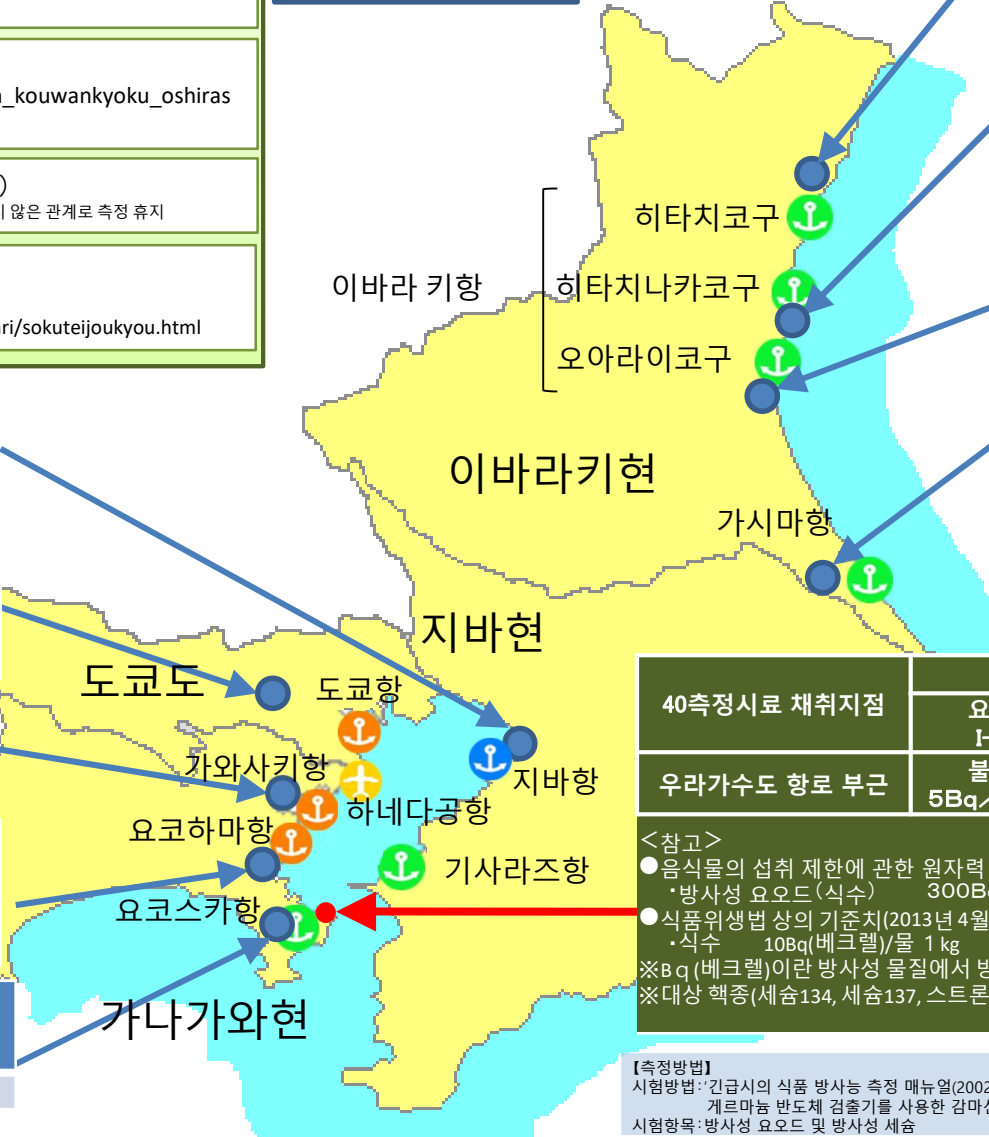 _kouwankyoku_oshiras
)
않은 관계로 측정 휴지
ri/sokuteijoukyou.html
히타치코구
이바라 키항
히타치나카코구
오아라이코구
이바라키현
가시마항
지바현
도쿄도
도쿄항
가와사키항
지바항
하네다공항
요코하마항
기사라즈항
요코스카항
가나가와현
40측정시료 채취지점
요
I-
우라가수도 항로 부근
불
5Bq/
<참고>
●음식물의 섭취 제한에 관한 원자력
･방사성 요오드(식수) 300Bq
●식품위생법 상의 기준치(2013년 4월
･식수 10Bq(베크렐)/물 1 kg
※Bq(베크렐)이란 방사성 물질에서 방
※대상 핵종(세슘134, 세슘137, 스트론
【측정방법】
시험방법:‘긴급시의 식품 방사능 측정 매뉴얼(2002
게르마늄 반도체 검출기를 사용한 감마선
시험항목:방사성 요오드 및 방사성 세슘